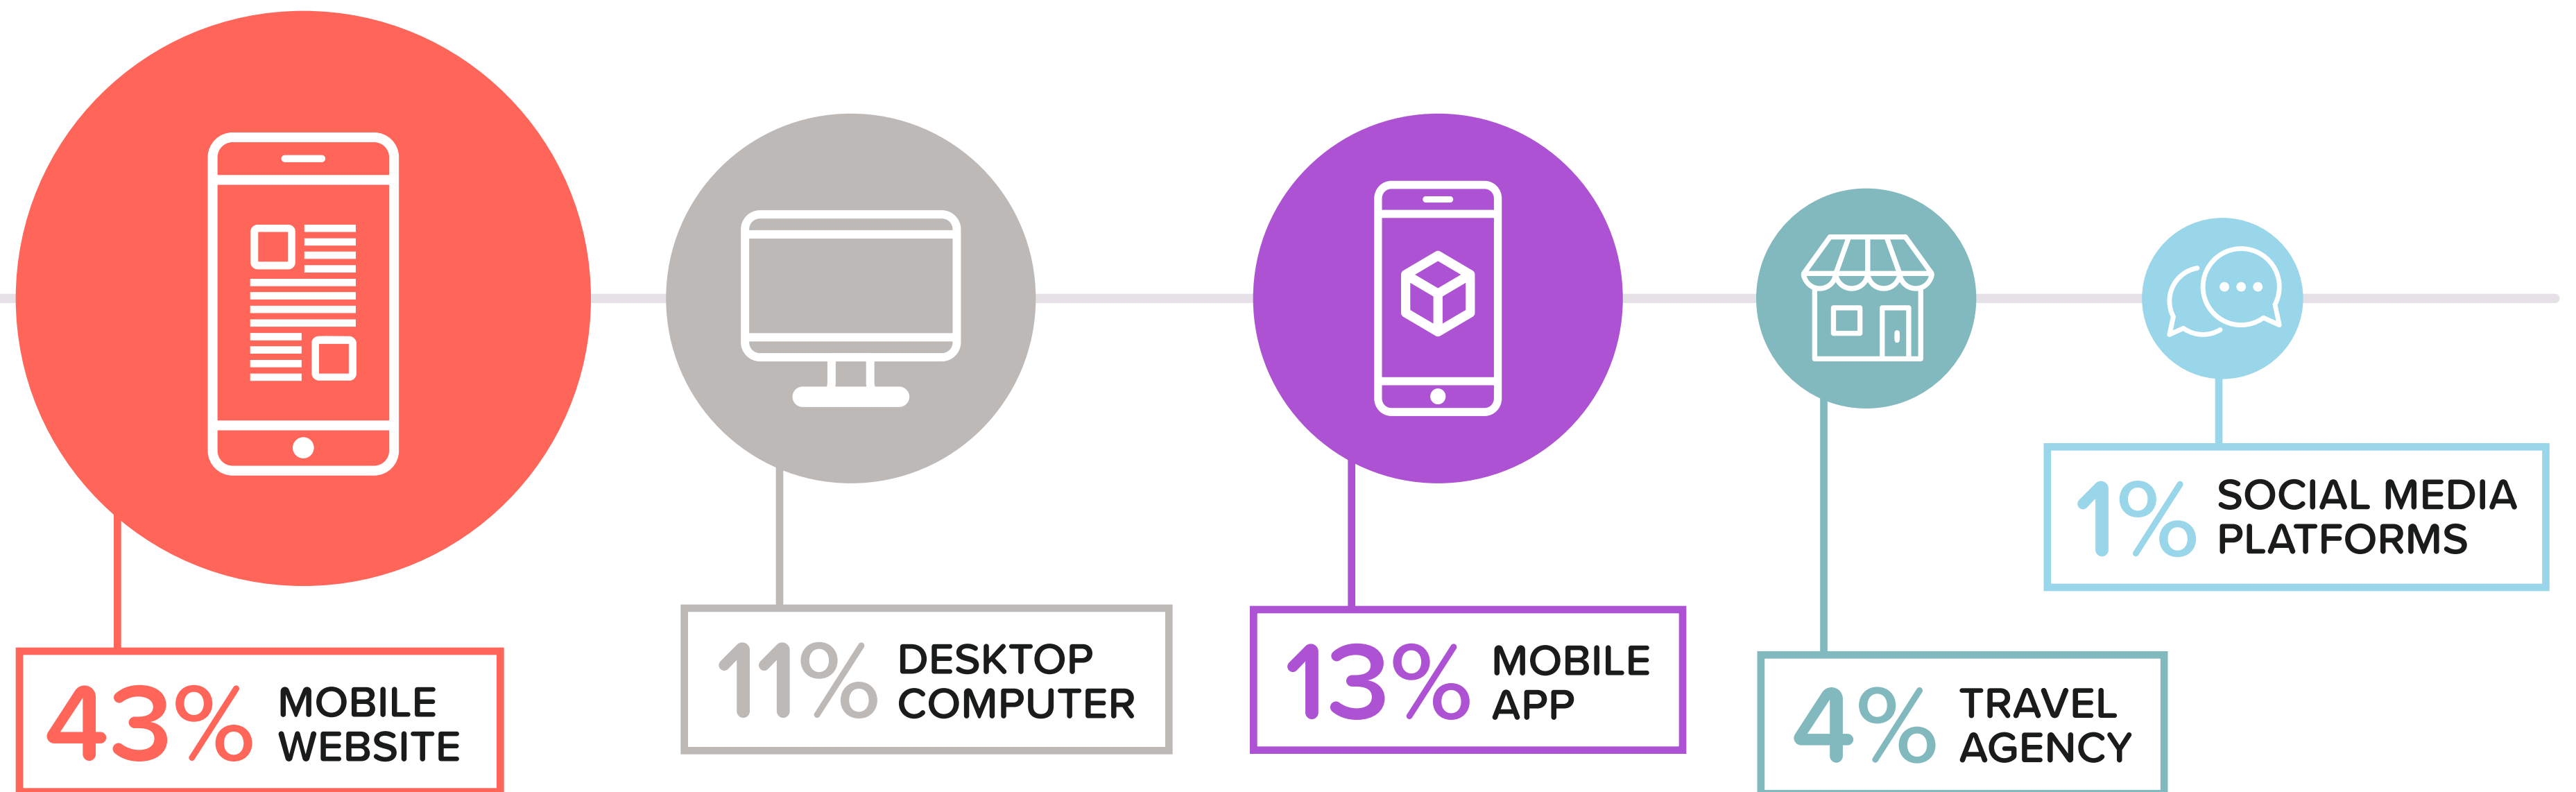 43% MOBILE
WEBSITE
11% DESKTOP
COMPUTER
13% MOBILE
APP
4% TRAVEL
AGENCY
1% SOCIAL MEDIA
PLATFORMS